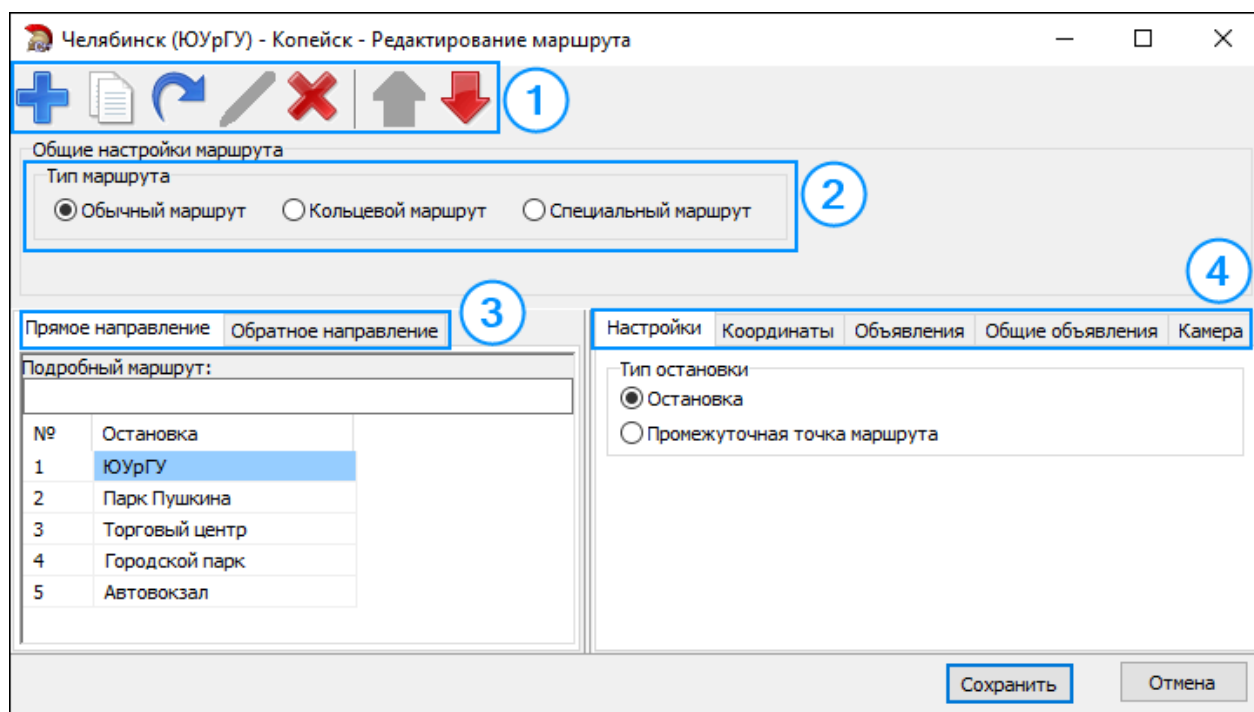 Челябинск (ЮУрГУ) - Копейск - Редактирование маршрута
1
Общие настройки маршрута
Тип маршрута
Обычный маршрут Кольцевой маршрут Специальный маршрут
2
4
3
Прямое направление Обратное направление
Подробный маршрут:
№ Остановка
1 ЮУрГУ
2 Парк Пушкина
3 Торговый центр
4 Городской парк
5 Автовокзал
Настройки Координаты Объявления Общие объявления Камера
Тип остановки
Остановка
Промежуточная точка маршрута
Сохранить Отмена